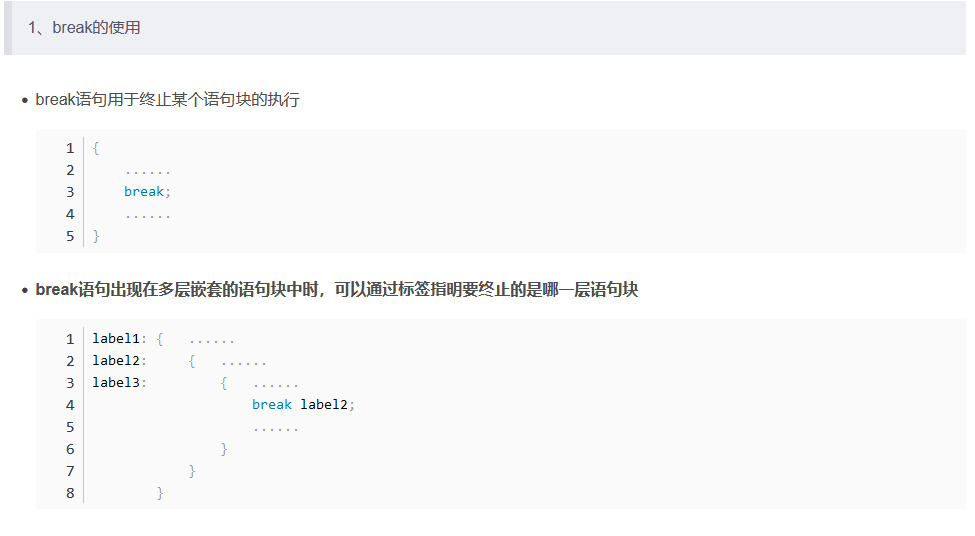 1、break的使用
• break语句用于终止某个语句块的执行
1 {
2     ......
3     break;
4     ......
5 }
• break语句出现在多层嵌套的语句块中时，可以通过标签指明要终止的是哪一层语句块
1 label1: {   ......
2 label2:     {   ......
3 label3:         {   ......
4                     break label2;
5                     ......
6                 }
7             }
8         }